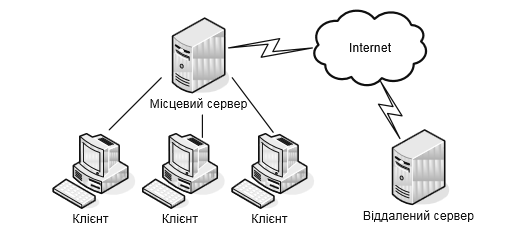 Internet
Місцевий сервер
Клієнт
Клієнт
Клієнт
Віддалений сервер